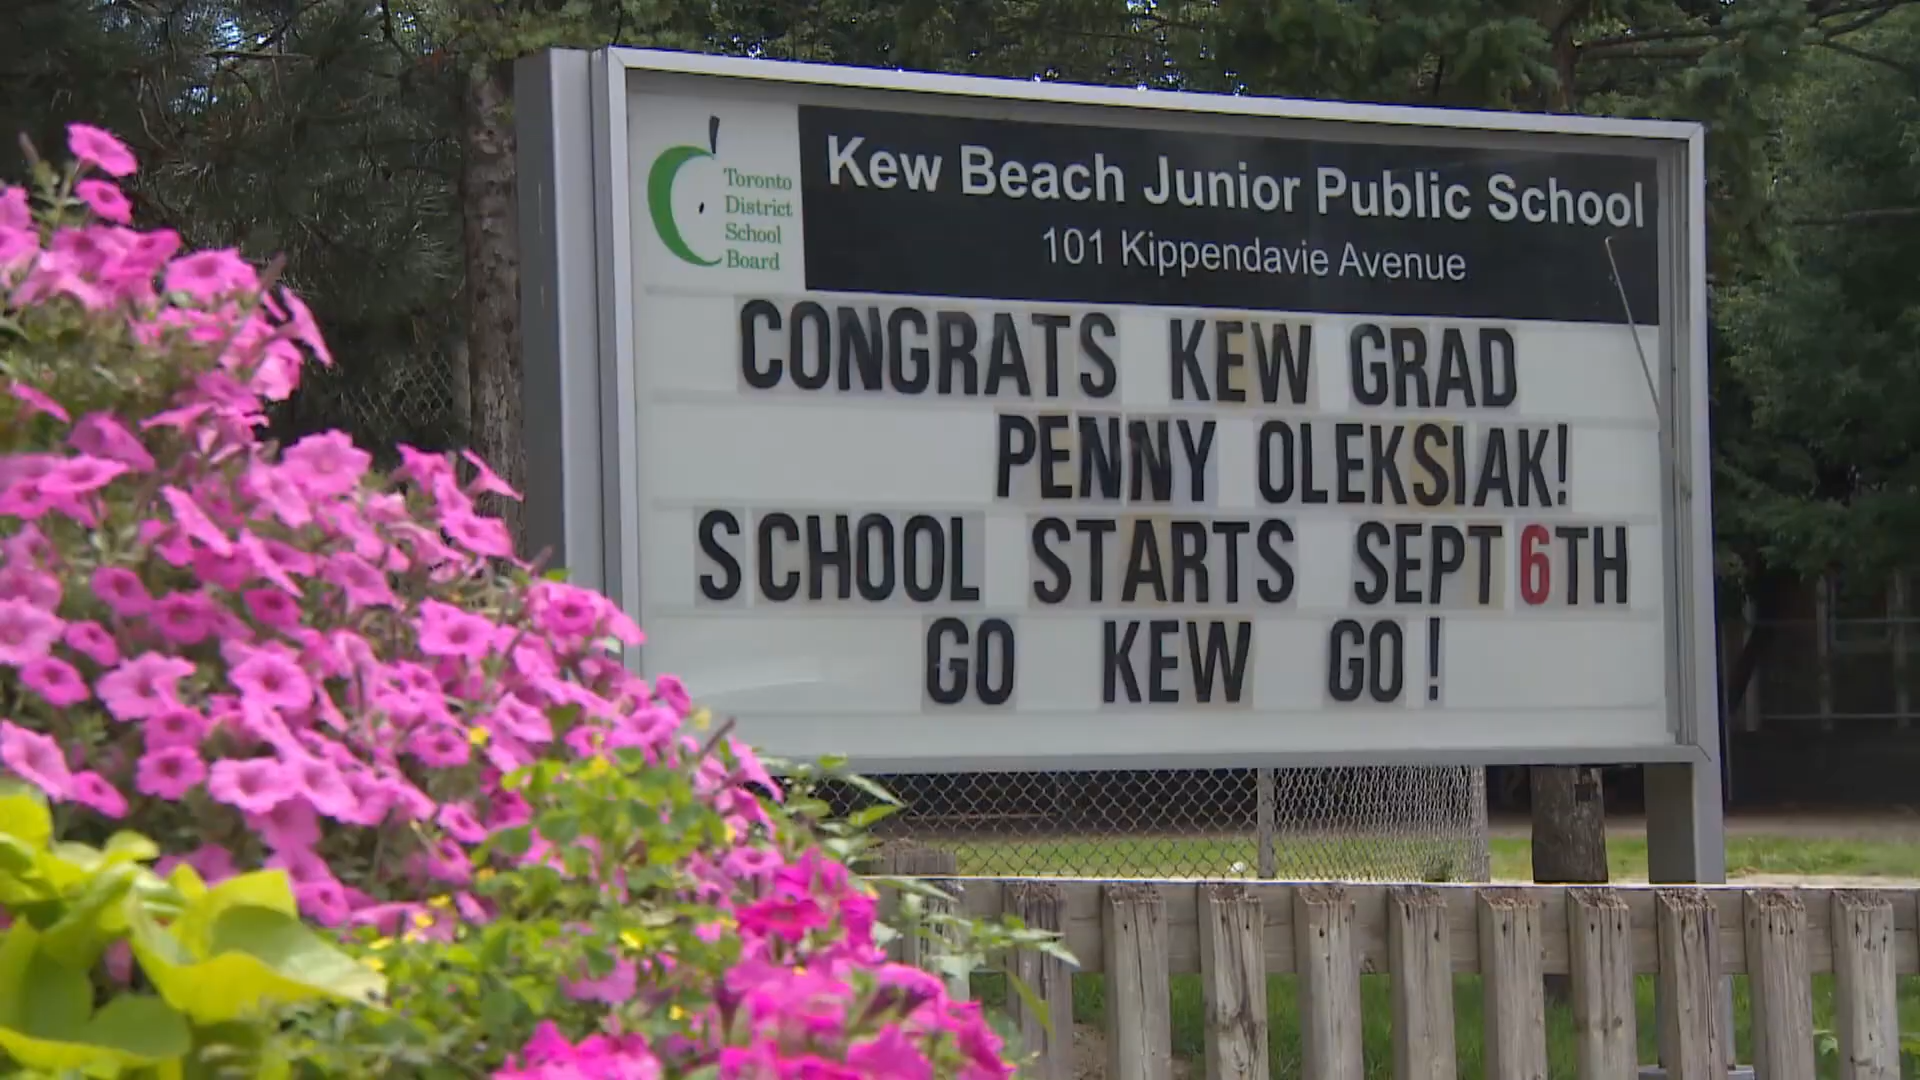 Toronto
District
School
Board
Kew Beach Junior Public School
101 Kippendavie Avenue
CONGRATS KEW GRAD
PENNY OLEKSIAK!
SCHOOL STARTS SEPT 6TH
GO KEW GO!